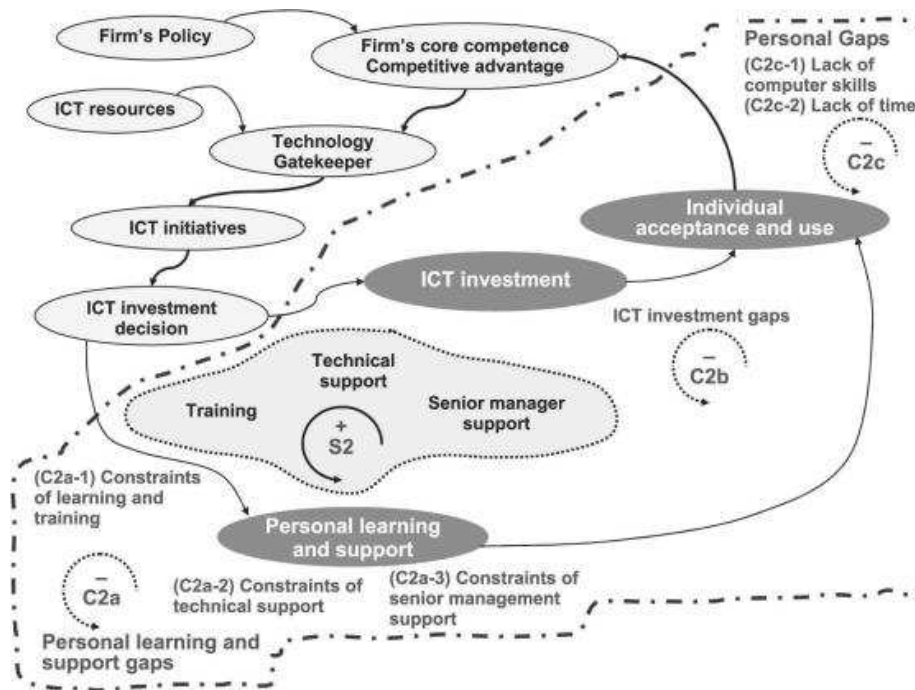 Firm's Policy
Firm's core competence
Competitive advantage
Personal Gaps
(C2c-1) Lack of
computer skills
(C2c-2) Lack of time
−
C2c
ICT resources
Technology
Gatekeeper
Individual
acceptance and use
ICT initiatives
ICT investment
ICT investment
decision
ICT investment gaps
−
C2b
Technical
support
Training
Senior manager
support
+
S2
(C2a-1) Constraints
of learning and
training
Personal learning
and support
(C2a-2) Constraints of
technical support
(C2a-3) Constraints of
senior management
support
−
C2a
Personal learning and
support gaps